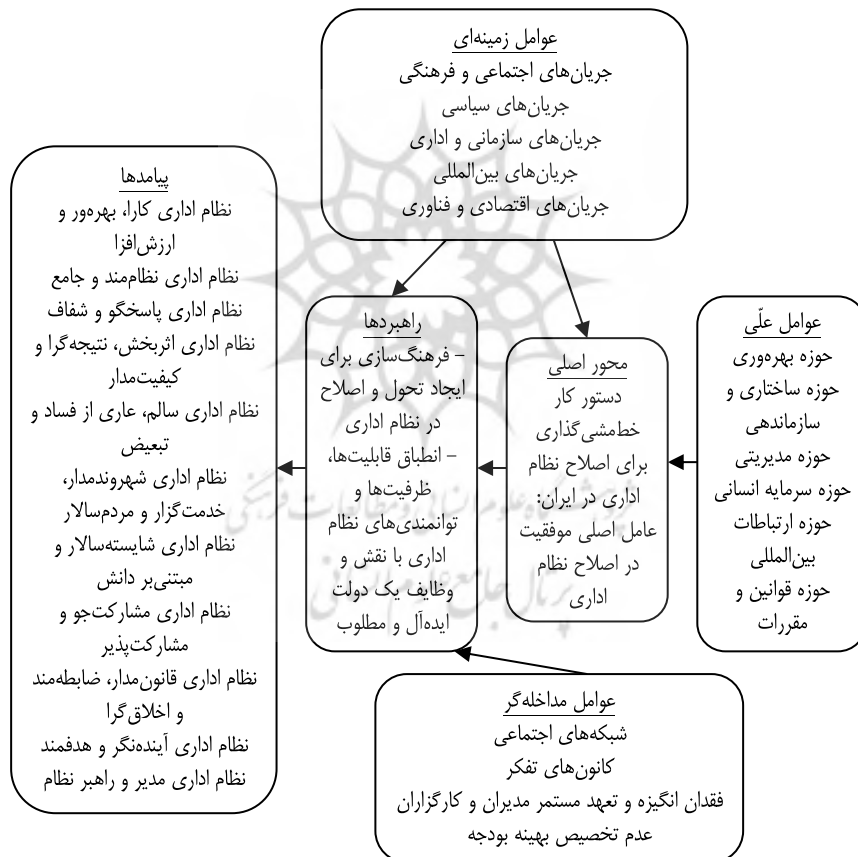 عوامل زمینه‌ای
جریان‌های اجتماعی و فرهنگی
جریان‌های سیاسی
جریان‌های سازمانی و اداری
جریان‌های بین‌المللی
جریان‌های اقتصادی و فناوری
عوامل علّی
حوزه بهره‌وری
حوزه ساختاری و
سازماندهی
حوزه مدیریتی
حوزه سرمایه انسانی
حوزه ارتباطات
بین‌المللی
حوزه قوانین و
مقررات
محور اصلی
دستور کار
خط‌مشی‌گذاری
برای اصلاح نظام
اداری در ایران:
عامل اصلی موفقیت
در اصلاح نظام
اداری
راهبردها
- فرهنگ‌سازی برای
ایجاد تحول و اصلاح
در نظام اداری
- انطباق قابلیت‌ها،
ظرفیت‌ها و
توانمندی‌های نظام
اداری با نقش و
وظایف یک دولت
ایده‌آل و مطلوب
پیامدها
نظام اداری کارا، بهره‌ور و
ارزش‌افزا
نظام اداری نظام‌مند و جامع
نظام اداری پاسخگو و شفاف
نظام اداری اثربخش، نتیجه‌گرا و
کیفیت‌مدار
نظام اداری سالم، عاری از فساد و
تبعیض
نظام اداری شهروندمدار،
خدمت‌گزار و مردم‌سالار
نظام اداری شایسته‌سالار و
مبتنی‌بر دانش
نظام اداری مشارکت‌جو و
مشارکت‌پذیر
نظام اداری قانون‌مدار، ضابطه‌مند
و اخلاق‌گرا
نظام اداری آینده‌نگر و هدفمند
نظام اداری مدیر و راهبر نظام
عوامل مداخله‌گر
شبکه‌های اجتماعی
کانون‌های تفکر
فقدان انگیزه و تعهد مستمر مدیران و کارگزاران
عدم تخصیص بهینه بودجه
پژوهشگاه علوم انسانی و مطالعات فرهنگی
پرتال جامع علوم انسانی